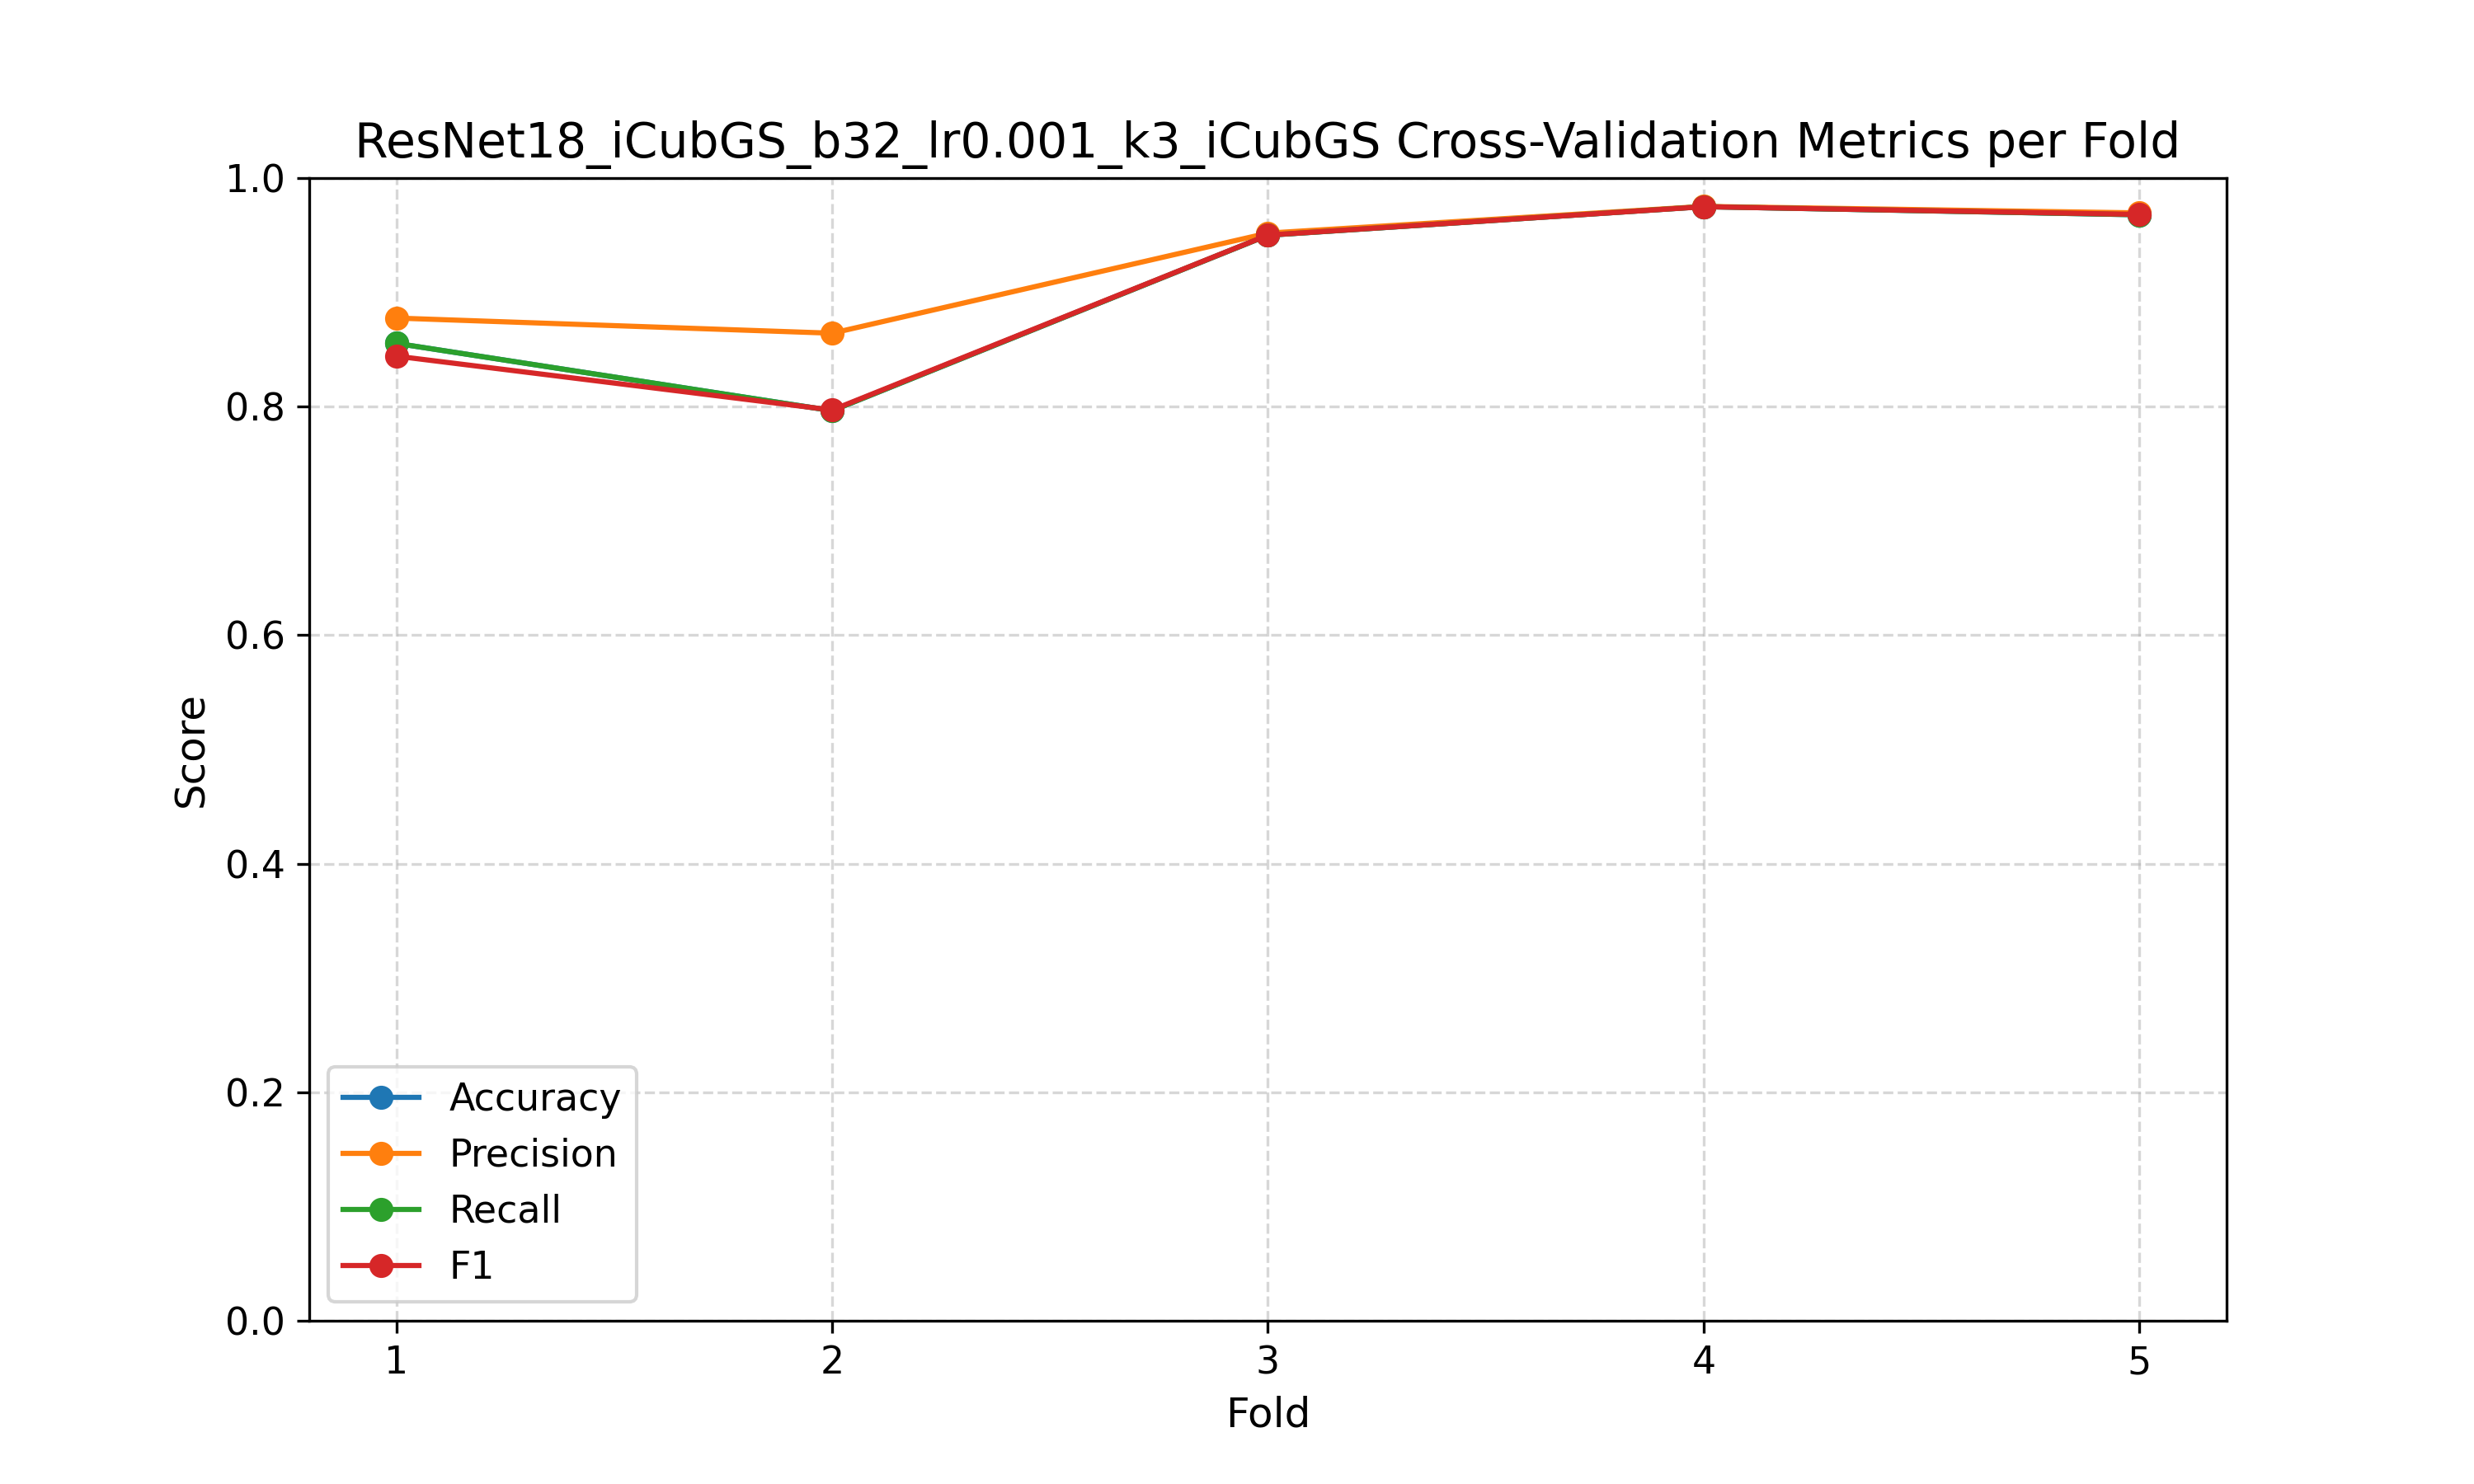 ResNet18_iCubGS_b32_lr0.001_k3_iCubGS Cross-Validation Metrics per Fold
1.0
0.8
0.6
0.4
0.2
0.0
Score
Accuracy
Precision
Recall
F1
1 2 3 4 5
Fold